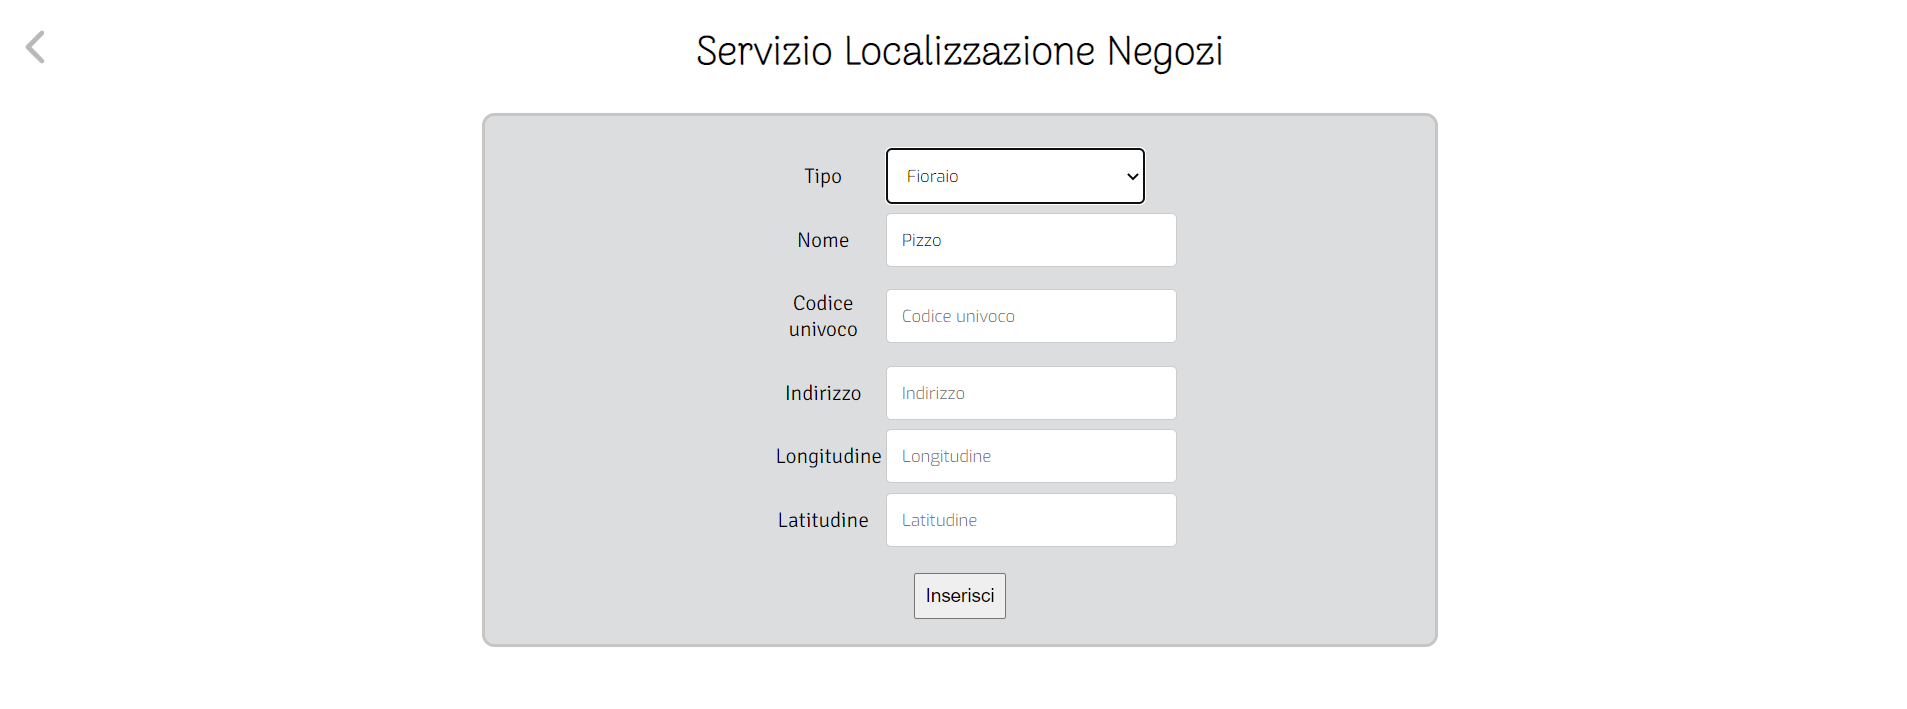 Servizio Localizzazione Negozi
Tipo
Fioraio
Nome
Pizzo
Codice
univoco
Codice univoco
Indirizzo
Indirizzo
Longitudine
Longitudine
Latitudine
Latitudine
Inserisci